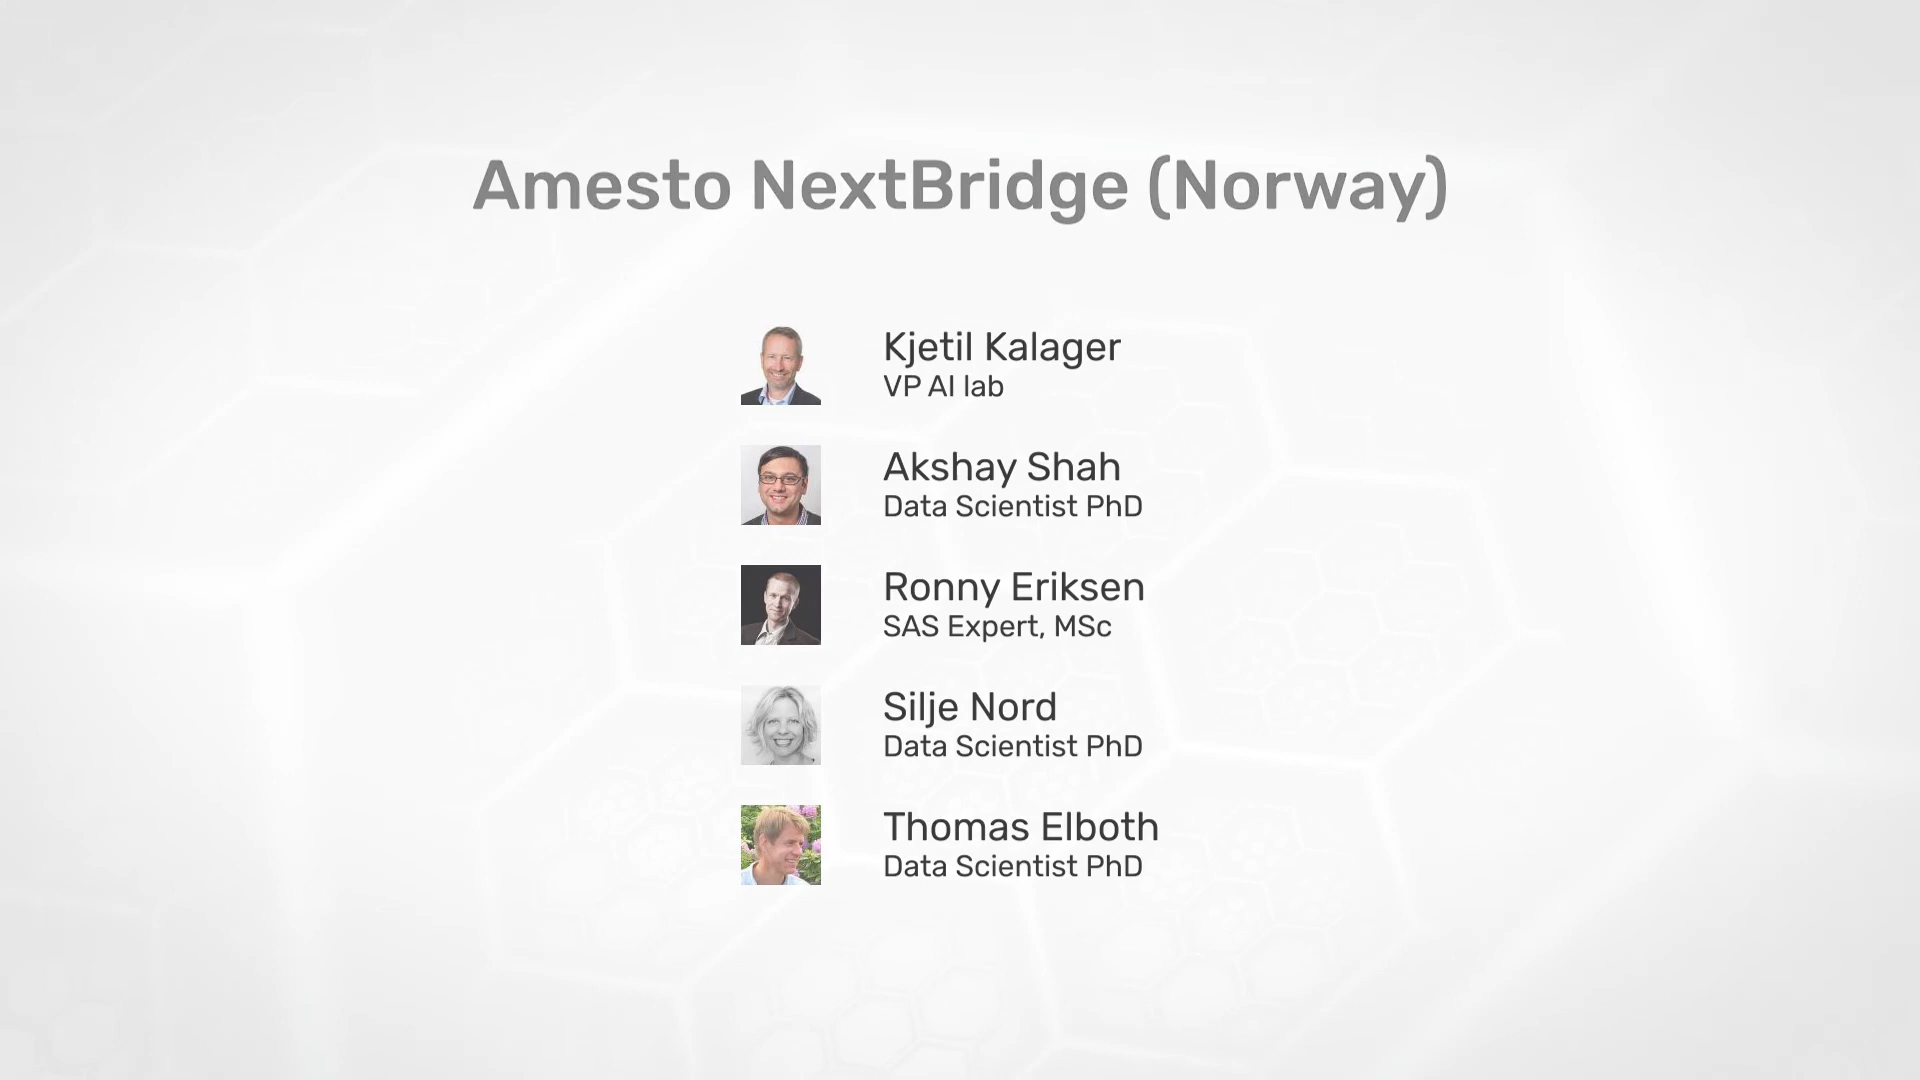 Amesto NextBridge (Norway)
Kjetil Kalager
VP AI lab
Akshay Shah
Data Scientist PhD
Ronny Eriksen
SAS Expert, MSc
Silje Nord
Data Scientist PhD
Thomas Elboth
Data Scientist PhD